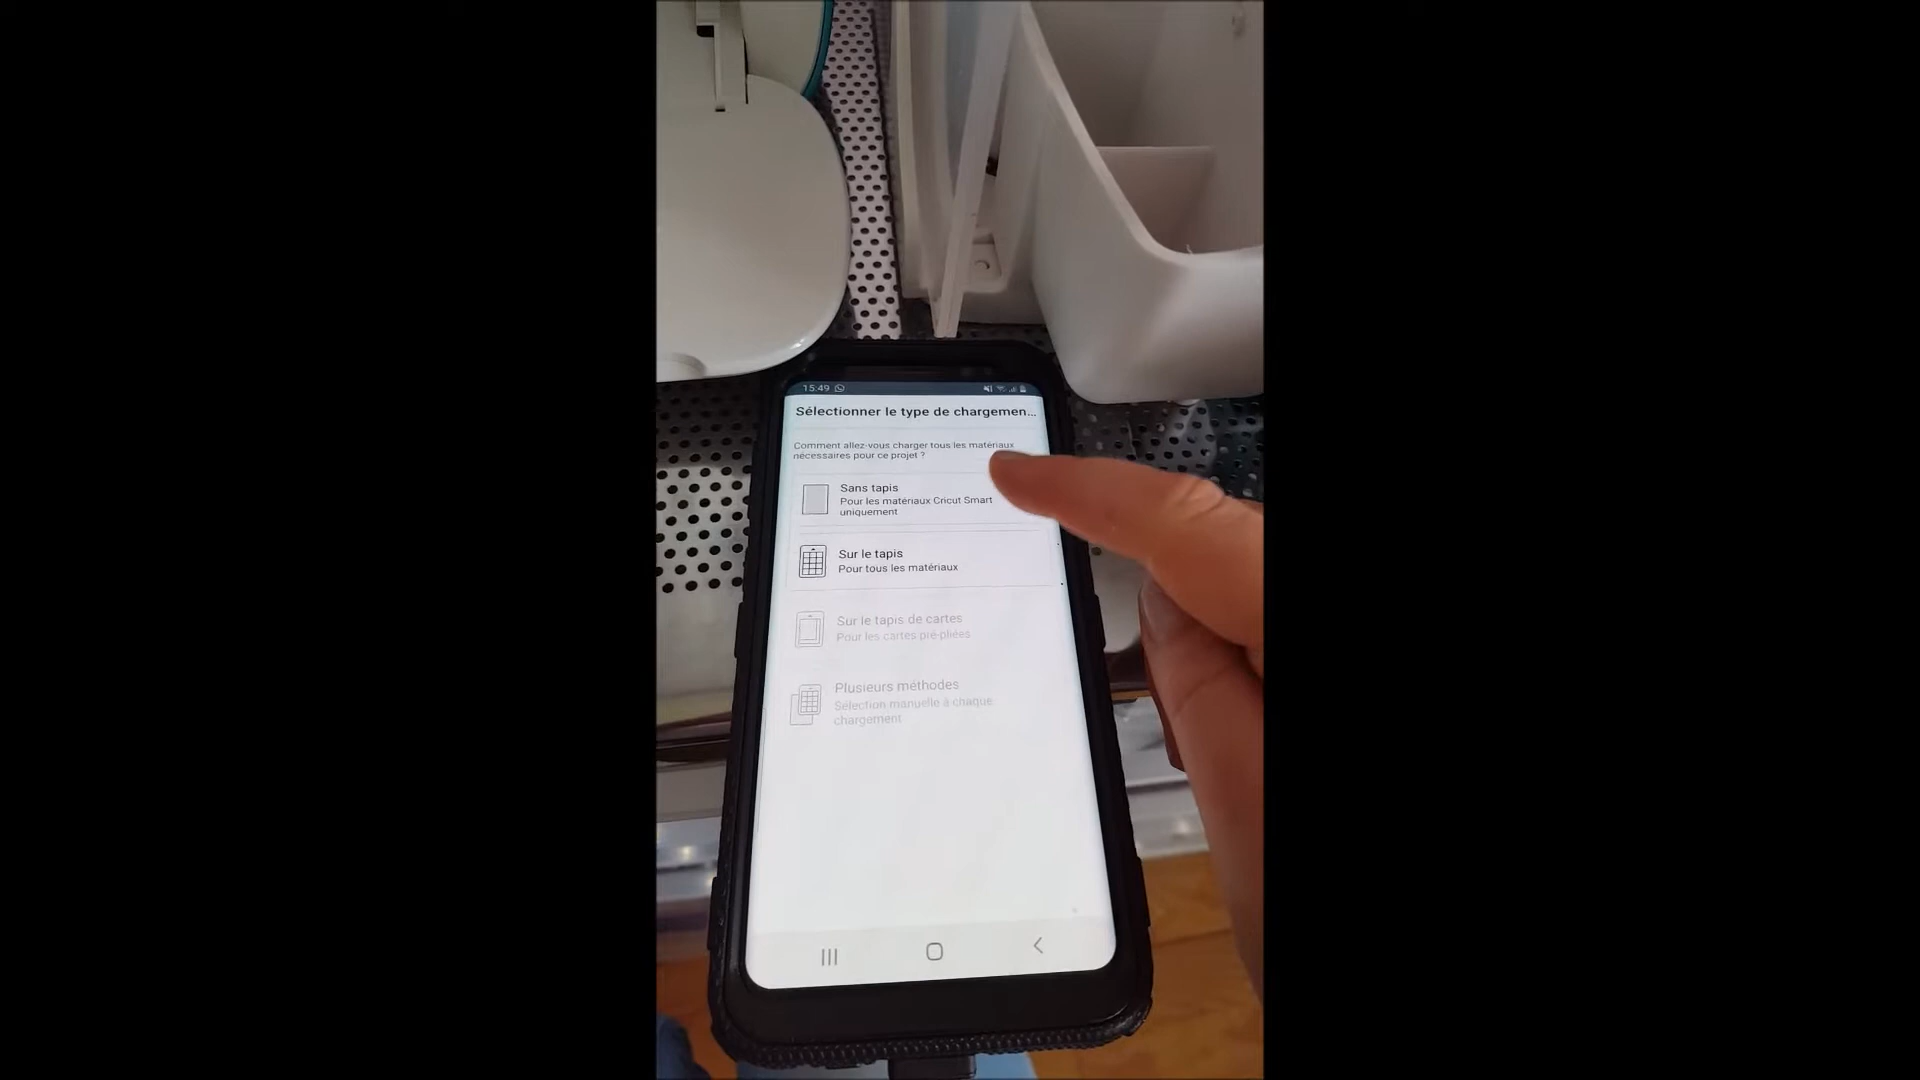 15:49
Sélectionner le type de chargemen...
Comment allez-vous charger tous les matériaux
nécessaires pour ce projet ?
Sans tapis
Pour les matériaux Cricut Smart
uniquement
Sur le tapis
Pour tous les matériaux
Sur le tapis de cartes
Pour les cartes pré-pliées
Plusieurs méthodes
Sélection manuelle à chaque
chargement